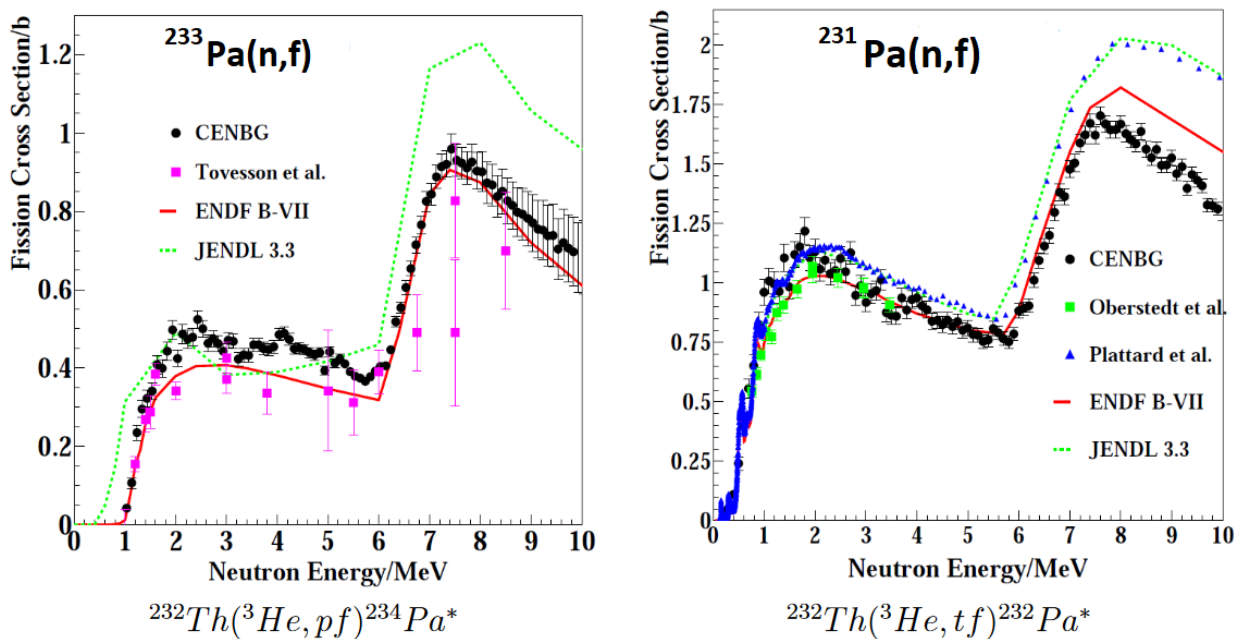 ²³³Pa(n,f)
Fission Cross Section/b
1.2
1
0.8
0.6
0.4
0.2
0
CENBG
Tovesson et al.
ENDF B-VII
JENDL 3.3
0 1 2 3 4 5 6 7 8 9 10
Neutron Energy/MeV
²³²Th(³He, pf)²³⁴Pa*
²³¹Pa(n,f)
Fission Cross Section/b
2
1.75
1.5
1.25
1
0.75
0.5
0.25
0
CENBG
Oberstedt et al.
Plattard et al.
ENDF B-VII
JENDL 3.3
0 1 2 3 4 5 6 7 8 9 10
Neutron Energy/MeV
²³²Th(³He, tf)²³²Pa*